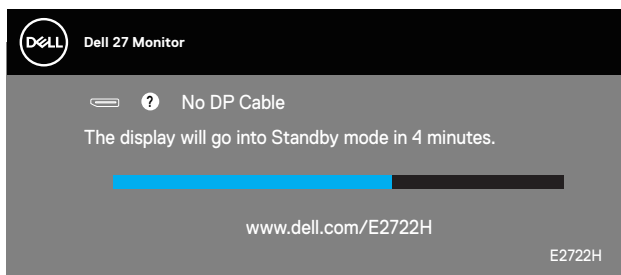 DELL
Dell 27 Monitor
? No DP Cable
The display will go into Standby mode in 4 minutes.
www.dell.com/E2722H
E2722H